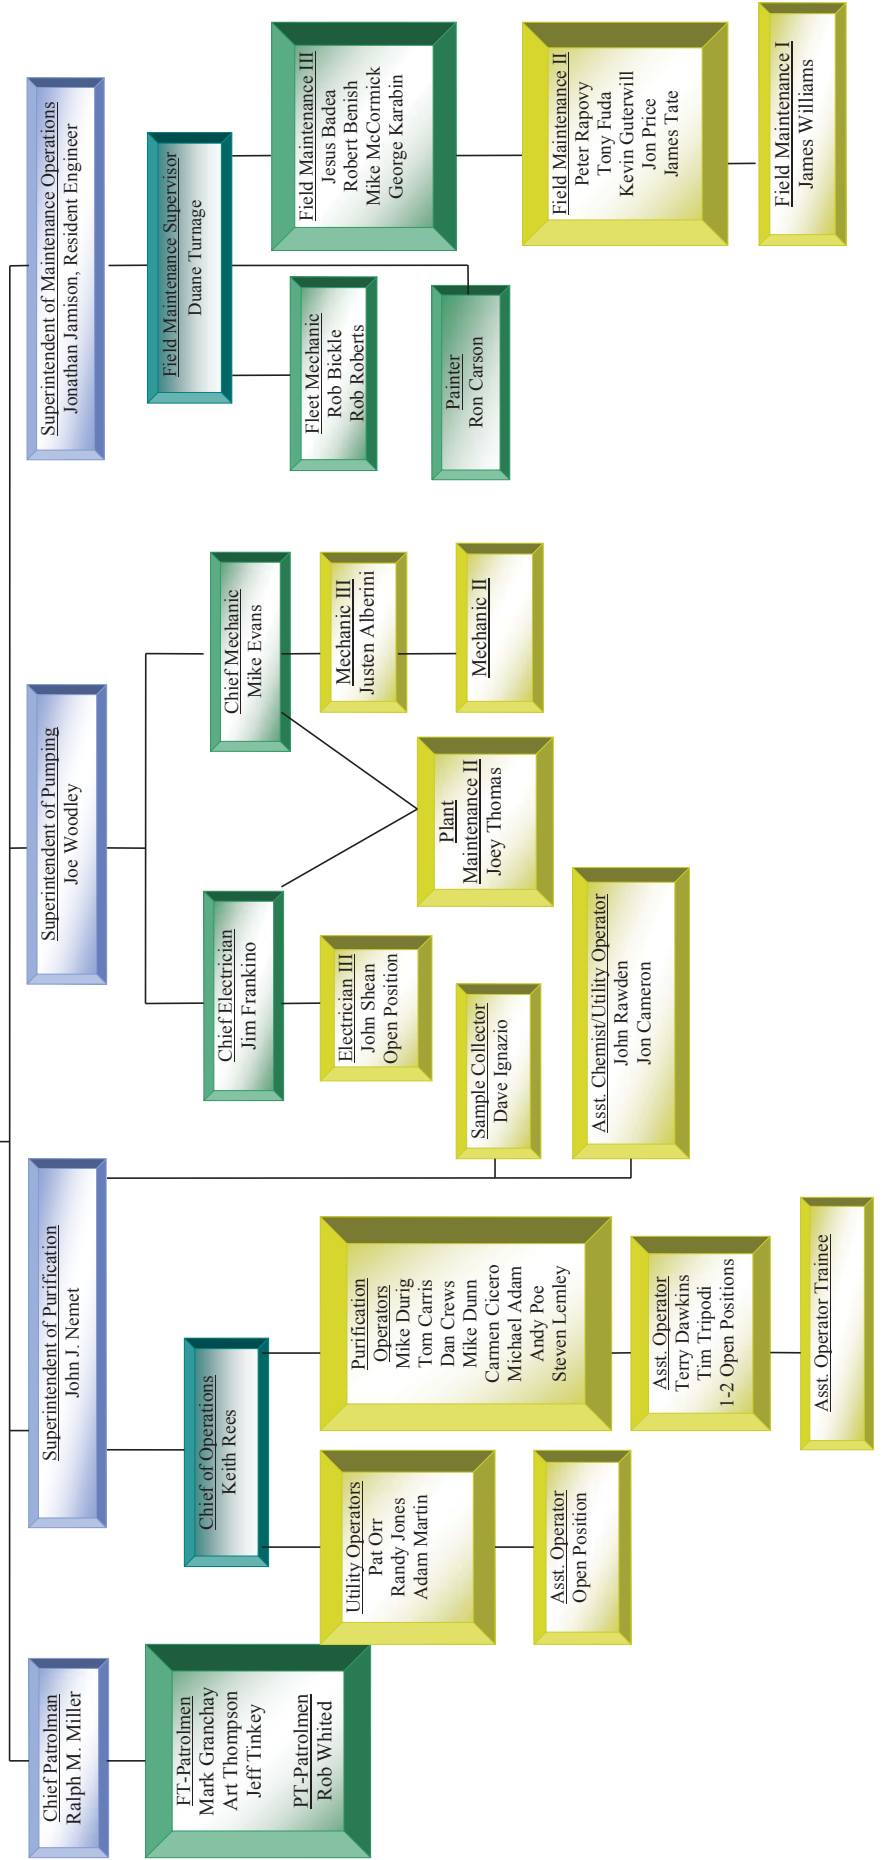 Chief Patrolman
Ralph M. Miller
FT-Patrolmen
Mark Granchay
Art Thompson
Jeff Tinkey
PT-Patrolmen
Rob Whited
Superintendent of Purification
John J. Nemet
Chief of Operations
Keith Rees
Utility Operators
Pat Orr
Randy Jones
Adam Martin
Asst. Operator
Open Position
Purification
Operators
Mike Durig
Tom Carris
Dan Crews
Mike Dunn
Carmen Cicero
Michael Adam
Andy Poe
Steven Lemley
Asst. Operator
Terry Dawkins
Tim Tripodi
1-2 Open Positions
Asst. Operator Trainee
Sample Collector
Dave Ignazio
Asst. Chemist/Utility Operator
John Rawden
Jon Cameron
Superintendent of Pumping
Joe Woodley
Chief Electrician
Jim Frankino
Electrician III
John Shean
Open Position
Plant
Maintenance II
Joey Thomas
Chief Mechanic
Mike Evans
Mechanic III
Justen Alberini
Mechanic II
Superintendent of Maintenance Operations
Jonathan Jamison, Resident Engineer
Field Maintenance Supervisor
Duane Turnage
Fleet Mechanic
Rob Bickle
Rob Roberts
Painter
Ron Carson
Field Maintenance III
Jesus Badea
Robert Benish
Mike McCormick
George Karabin
Field Maintenance II
Peter Rapovy
Tony Fuda
Kevin Guterwill
Jon Price
James Tate
Field Maintenance I
James Williams